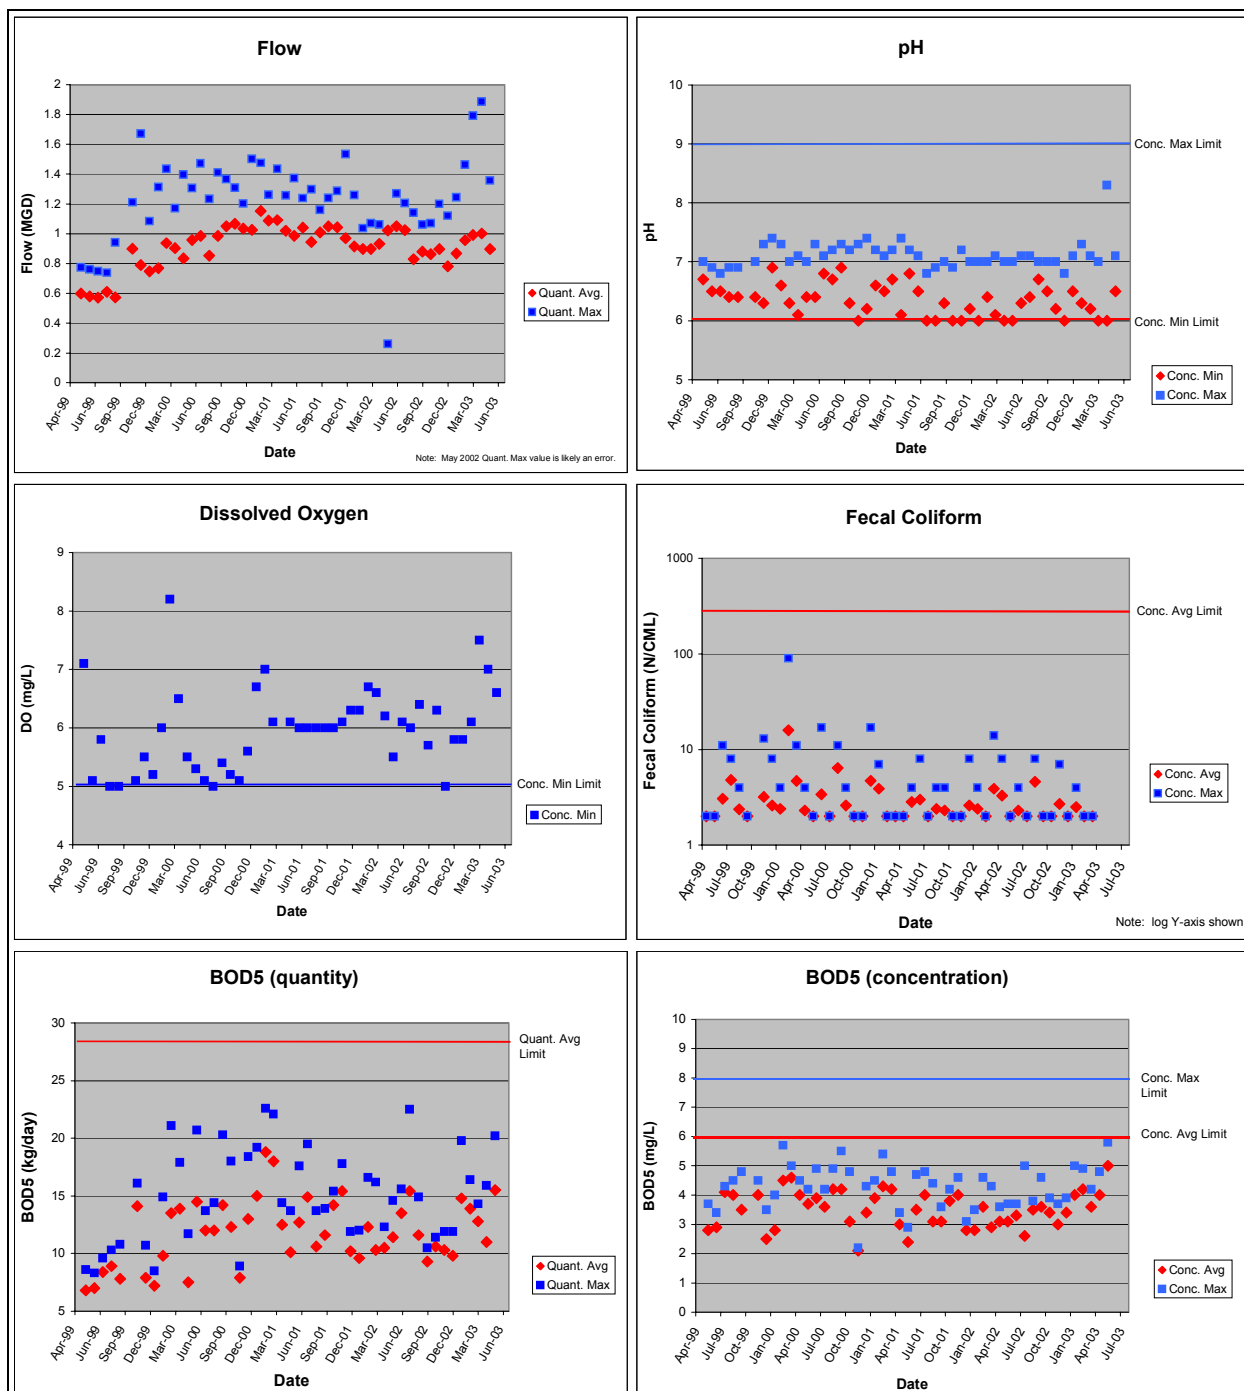 Flow
2
1.8
1.6
1.4
1.2
1
0.8
0.6
0.4
0.2
0
Flow (MGD)
Apr-99
Jun-99
Sep-99
Dec-99
Mar-00
Jun-00
Sep-00
Dec-00
Mar-01
Jun-01
Sep-01
Dec-01
Mar-02
Jun-02
Sep-02
Dec-02
Mar-03
Jun-03
Date
Quant. Avg.
Quant. Max
Note: May 2002 Quant. Max value is likely an error.
pH
10
9
8
7
6
5
pH
Conc. Max Limit
Conc. Min Limit
Apr-99
Jun-99
Sep-99
Dec-99
Mar-00
Jun-00
Sep-00
Dec-00
Mar-01
Jun-01
Sep-01
Dec-01
Mar-02
Jun-02
Sep-02
Dec-02
Mar-03
Jun-03
Date
Conc. Min
Conc. Max
Dissolved Oxygen
9
8
7
6
5
4
DO (mg/L)
Conc. Min Limit
Conc. Min
Apr-99
Jun-99
Sep-99
Dec-99
Mar-00
Jun-00
Sep-00
Dec-00
Mar-01
Jun-01
Sep-01
Dec-01
Mar-02
Jun-02
Sep-02
Dec-02
Mar-03
Jun-03
Date
Fecal Coliform
1000
100
10
1
Fecal Coliform (N/CML)
Conc. Avg Limit
Conc. Avg
Conc. Max
Apr-99
Jul-99
Oct-99
Jan-00
Apr-00
Jul-00
Oct-00
Jan-01
Apr-01
Jul-01
Oct-01
Jan-02
Apr-02
Jul-02
Oct-02
Jan-03
Apr-03
Jul-03
Date
Note: log Y-axis shown
BOD5 (quantity)
30
25
20
15
10
5
BOD5 (kg/day)
Quant. Avg
Limit
Quant. Avg
Quant. Max
Apr-99
Jun-99
Sep-99
Dec-99
Mar-00
Jun-00
Sep-00
Dec-00
Mar-01
Jun-01
Sep-01
Dec-01
Mar-02
Jun-02
Sep-02
Dec-02
Mar-03
Jun-03
Date
BOD5 (concentration)
10
9
8
7
6
5
4
3
2
1
0
BOD5 (mg/L)
Conc. Max
Limit
Conc. Avg Limit
Conc. Avg
Conc. Max
Apr-99
Jul-99
Oct-99
Jan-00
Apr-00
Jul-00
Oct-00
Jan-01
Apr-01
Jul-01
Oct-01
Jan-02
Apr-02
Jul-02
Oct-02
Jan-03
Apr-03
Jul-03
Date